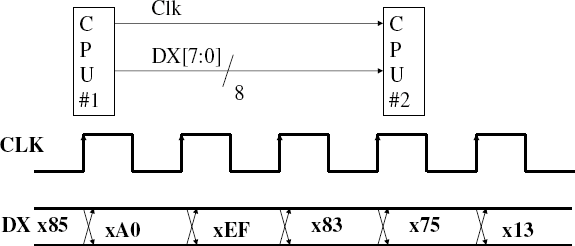 Clk
C
P
U
#1
DX[7:0]
8
C
P
U
#2
CLK
DX x85 xA0 xEF x83 x75 x13